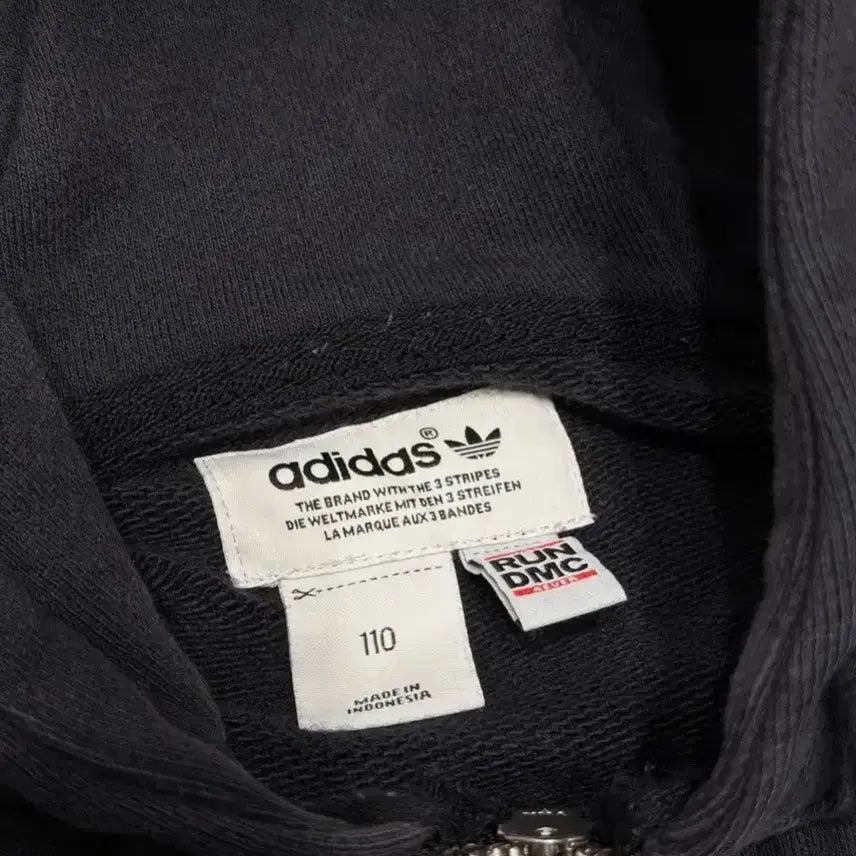 adidas®
THE BRAND WITH THE 3 STRIPES
DIE WELTMARKE MIT DEN 3 STREIFEN
LA MARQUE AUX 3 BANDES
RUN
DMC
4EVER
110
MADE IN
INDONESIA